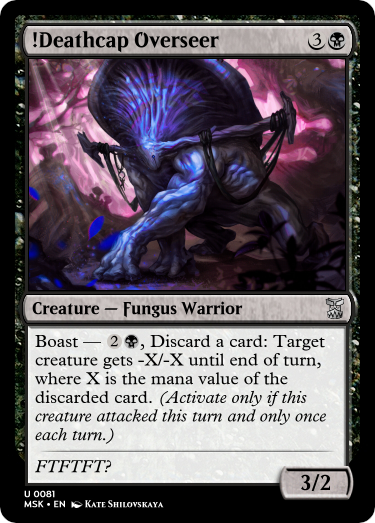 !Deathcap Overseer 3
Creature — Fungus Warrior
Boast — 2, Discard a card: Target
creature gets -X/-X until end of turn,
where X is the mana value of the
discarded card. (Activate only if this
creature attacked this turn and only once
each turn.)
FTFTFT?
3/2
U 0081
MSK • EN Kate Shilovskaya